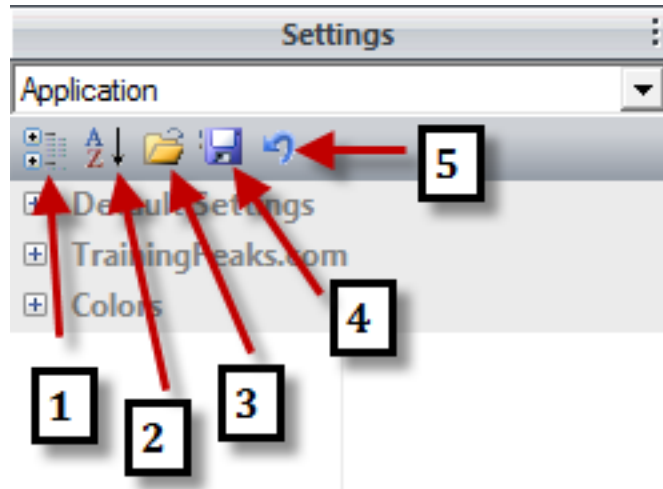 Settings
Application
A
Z
5
Default Settings
TrainingPeaks.com
Colors
4
1
2
3